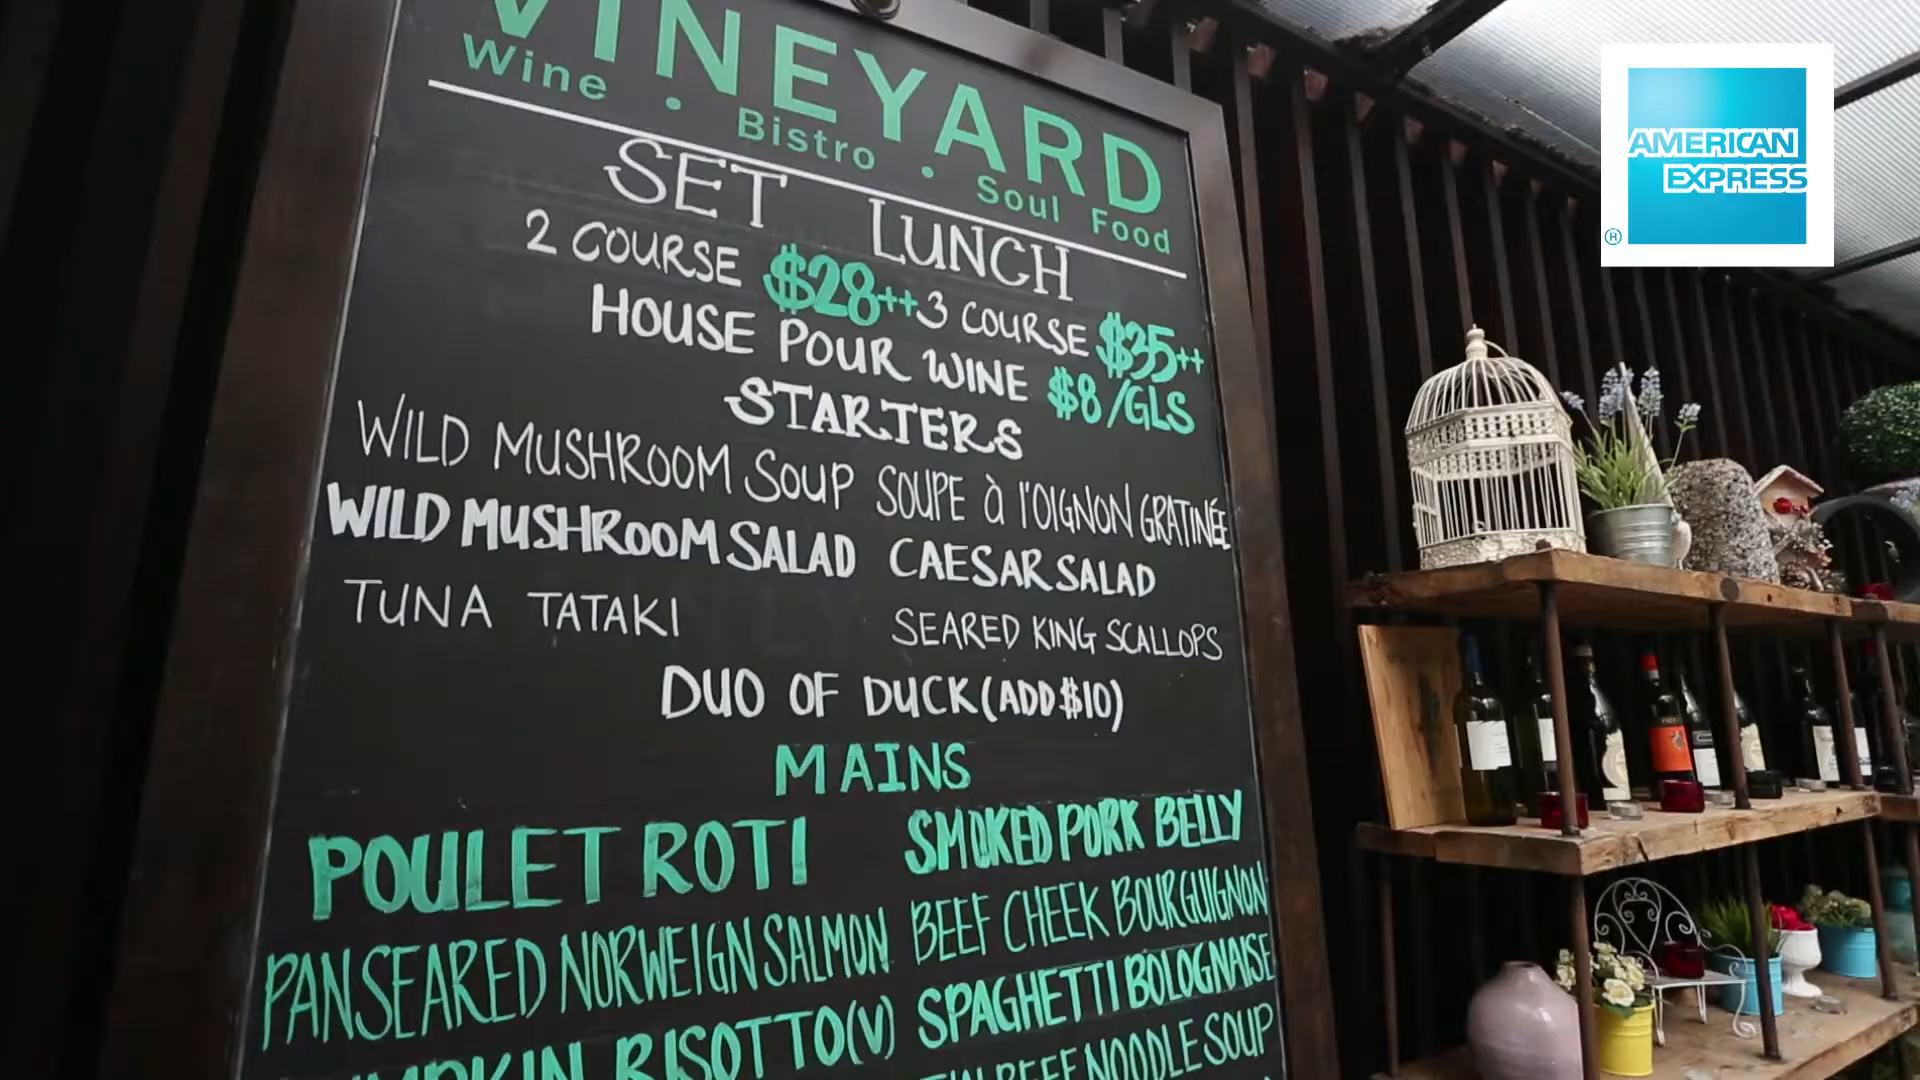 VINEYARD
Wine . Bistro . Soul Food
SET LUNCH
2 COURSE $28++ 3 COURSE $35++
HOUSE POUR WINE $8/GLS
STARTERS
WILD MUSHROOM SOUP SOUPE à l'OIGNON GRATINÉE
WILD MUSHROOM SALAD CAESAR SALAD
TUNA TATAKI SEARED KING SCALLOPS
DUO OF DUCK (ADD $10)
MAINS
POULET ROTI SMOKED PORK BELLY
PAN SEARED NORWEIGN SALMON BEEF CHEEK BOURGUIGNON
RISOTTO (V) SPAGHETTI BOLOGNAISE
BEEF NOODLE SOUP
AMERICAN
EXPRESS
®